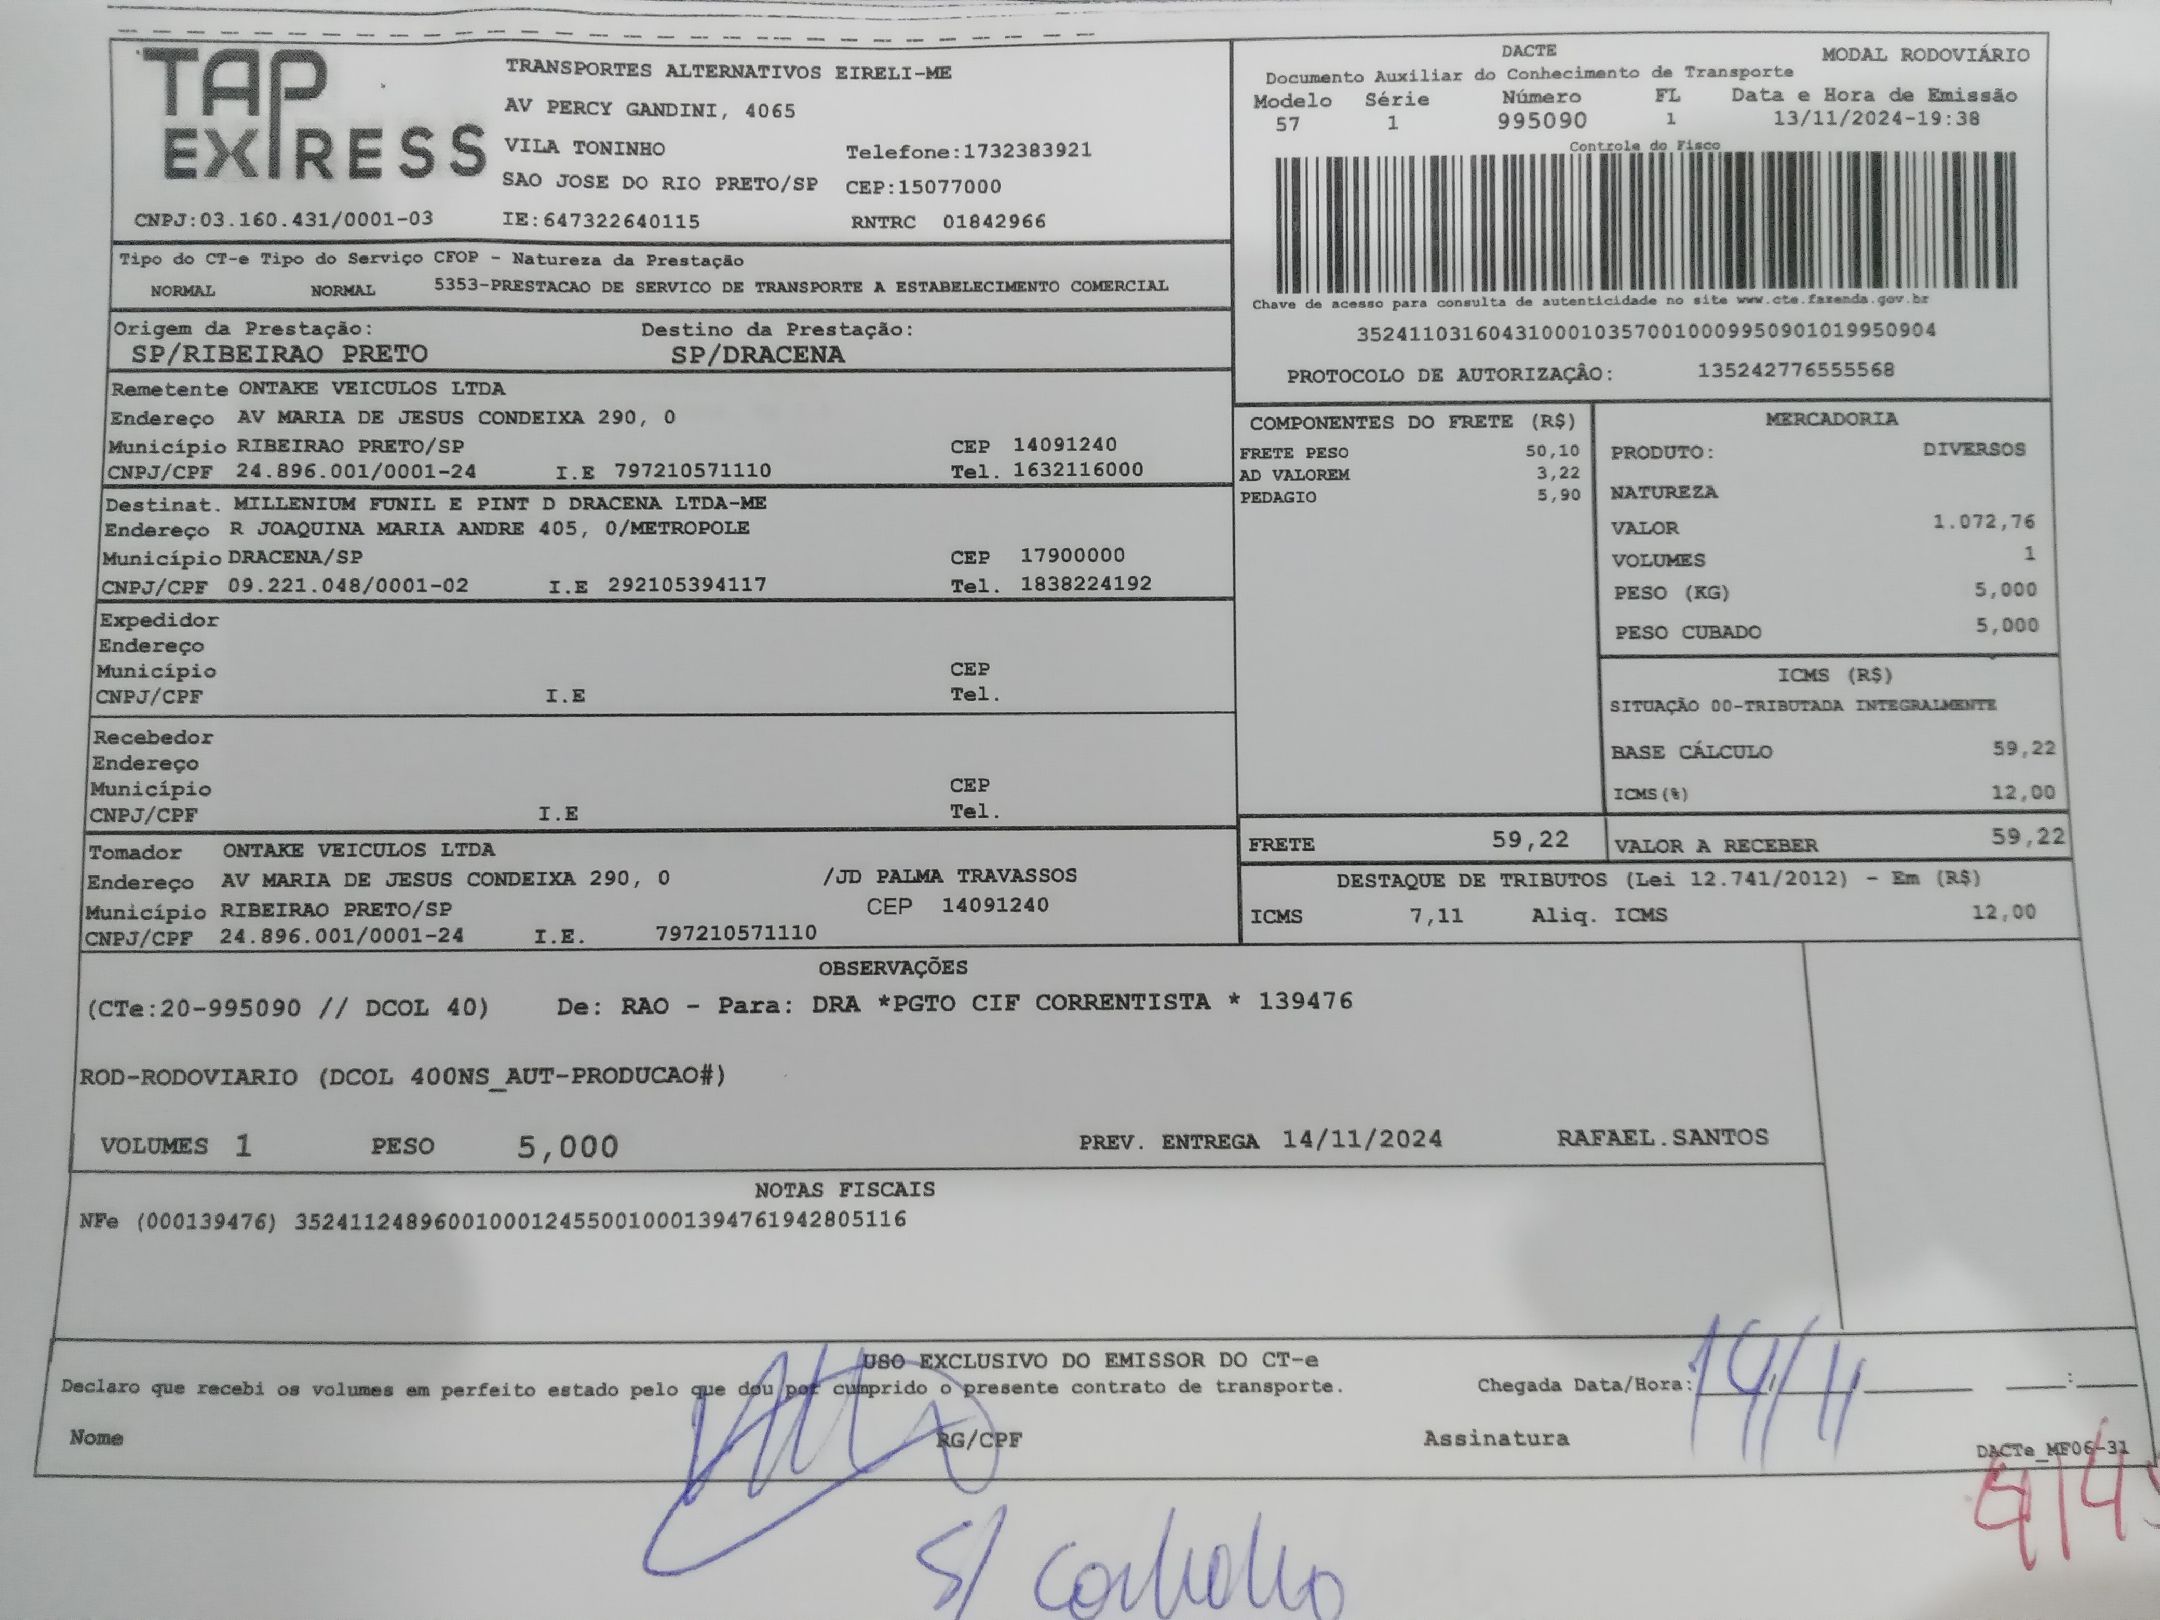 TAP EXPRESS
TRANSPORTES ALTERNATIVOS EIRELI-ME
AV PERCY GANDINI, 4065
VILA TONINHO Telefone:1732383921
SAO JOSE DO RIO PRETO/SP CEP:15077000
CNPJ:03.160.431/0001-03 IE:647322640115 RNTRC 01842966
DACTE MODAL RODOVIÁRIO
Documento Auxiliar do Conhecimento de Transporte
Modelo Série Número FL Data e Hora de Emissão
57 1 995090 1 13/11/2024-19:38
Controle do Fisco
Chave de acesso para consulta de autenticidade no site www.cte.fazenda.gov.br
35241103160431000103570010009950901019950904
PROTOCOLO DE AUTORIZAÇÃO: 135242776555568
Tipo do CT-e Tipo do Serviço CFOP - Natureza da Prestação
NORMAL NORMAL 5353-PRESTACAO DE SERVICO DE TRANSPORTE A ESTABELECIMENTO COMERCIAL
Origem da Prestação: Destino da Prestação:
SP/RIBEIRAO PRETO SP/DRACENA
Remetente ONTAKE VEICULOS LTDA
Endereço AV MARIA DE JESUS CONDEIXA 290, 0
Município RIBEIRAO PRETO/SP CEP 14091240
CNPJ/CPF 24.896.001/0001-24 I.E 797210571110 Tel. 1632116000
Destinat. MILLENIUM FUNIL E PINT D DRACENA LTDA-ME
Endereço R JOAQUINA MARIA ANDRE 405, 0/METROPOLE
Município DRACENA/SP CEP 17900000
CNPJ/CPF 09.221.048/0001-02 I.E 292105394117 Tel. 1838224192
Expedidor
Endereço
Município CEP
CNPJ/CPF I.E Tel.
Recebedor
Endereço
Município CEP
CNPJ/CPF I.E Tel.
Tomador ONTAKE VEICULOS LTDA
Endereço AV MARIA DE JESUS CONDEIXA 290, 0 /JD PALMA TRAVASSOS
Município RIBEIRAO PRETO/SP CEP 14091240
CNPJ/CPF 24.896.001/0001-24 I.E. 797210571110
COMPONENTES DO FRETE (R$)
FRETE PESO 50,10
AD VALOREM 3,22
PEDAGIO 5,90
MERCADORIA
PRODUTO: DIVERSOS
NATUREZA
VALOR 1.072,76
VOLUMES 1
PESO (KG) 5,000
PESO CUBADO 5,000
ICMS (R$)
SITUAÇÃO 00-TRIBUTADA INTEGRALMENTE
BASE CÁLCULO 59,22
ICMS(%) 12,00
FRETE 59,22 VALOR A RECEBER 59,22
DESTAQUE DE TRIBUTOS (Lei 12.741/2012) - Em (R$)
ICMS 7,11 Aliq. ICMS 12,00
OBSERVAÇÕES
(CTe:20-995090 // DCOL 40) De: RAO - Para: DRA *PGTO CIF CORRENTISTA * 139476
ROD-RODOVIARIO (DCOL 400NS_AUT-PRODUCAO#)
VOLUMES 1 PESO 5,000 PREV. ENTREGA 14/11/2024 RAFAEL.SANTOS
NOTAS FISCAIS
NFe (000139476) 35241124896001000124550010001394761942805116
USO EXCLUSIVO DO EMISSOR DO CT-e
Declaro que recebi os volumes em perfeito estado pelo que dou por cumprido o presente contrato de transporte. Chegada Data/Hora: 14/11
Nome RG/CPF Assinatura
DACTe_MF06-31